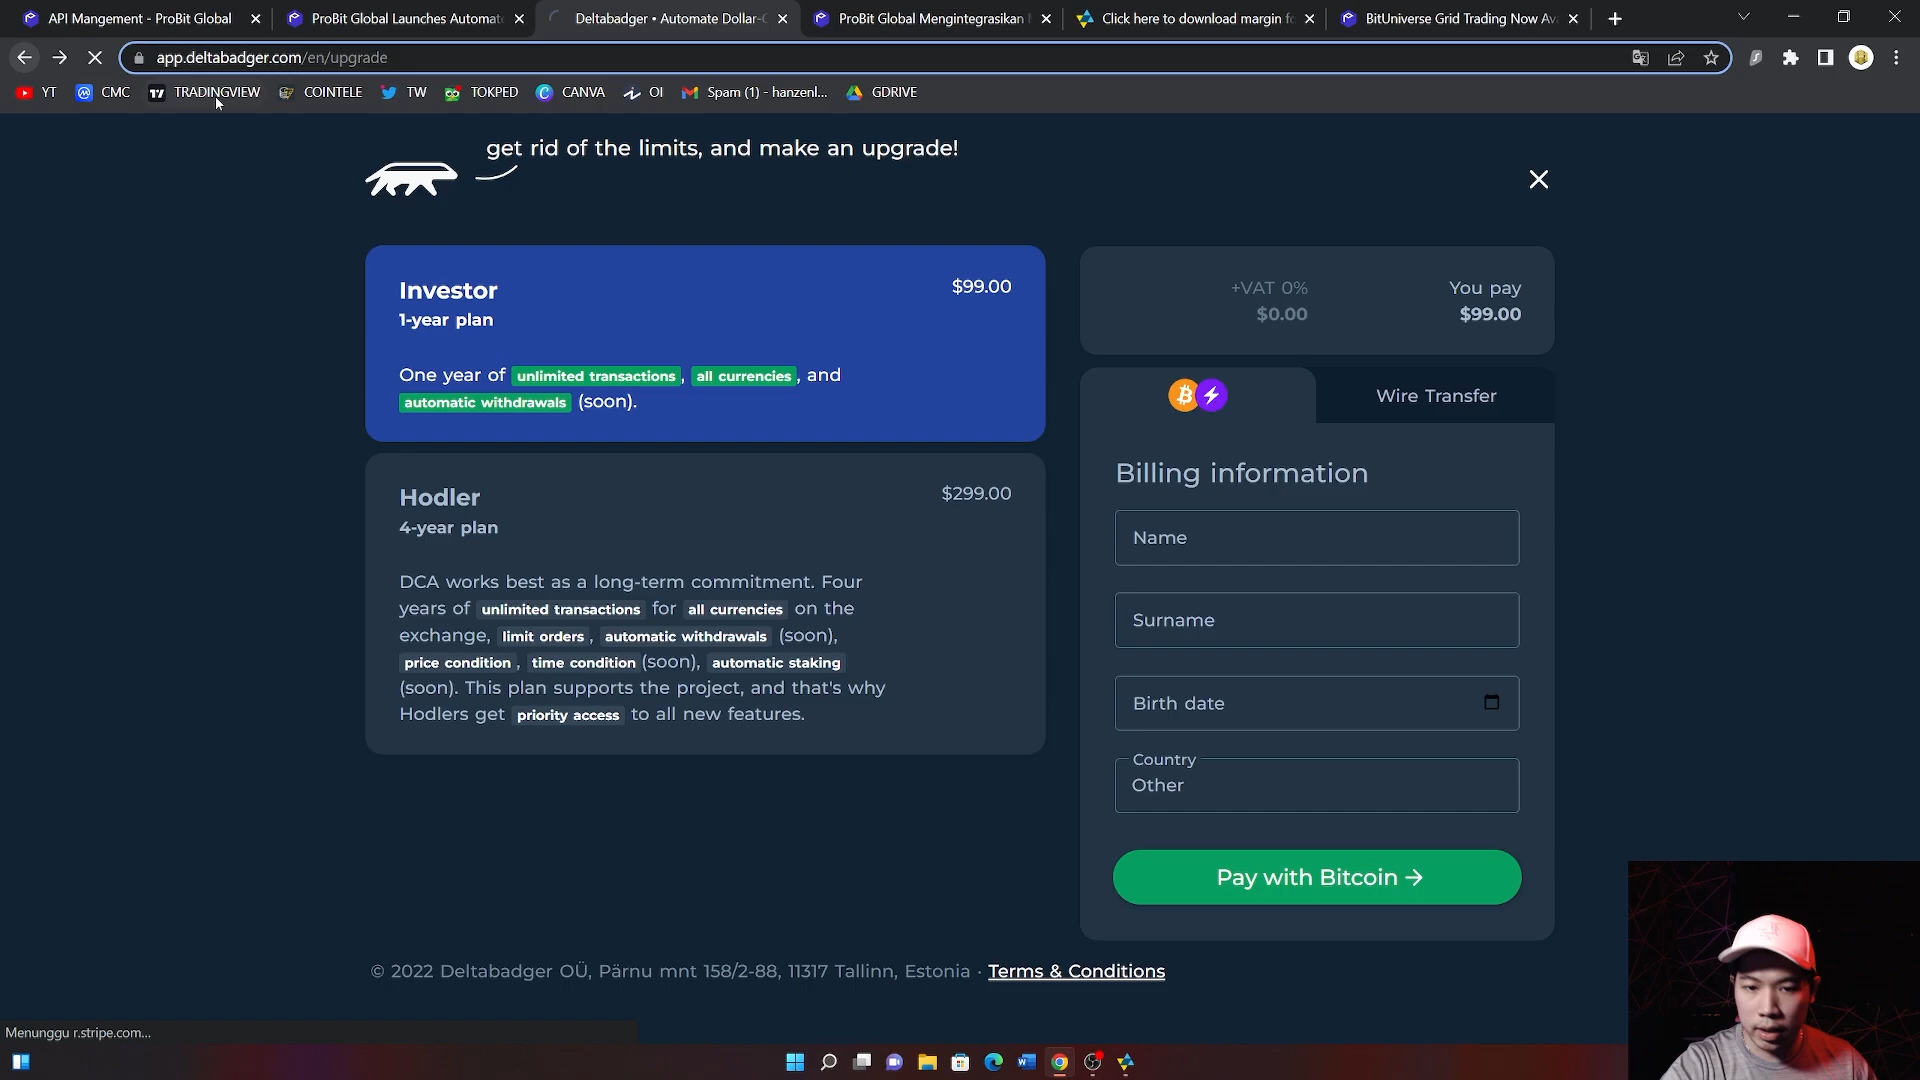 API Mangement - ProBit Global
ProBit Global Launches Automate
Deltabadger • Automate Dollar-C
ProBit Global Mengintegrasikan
Click here to download margin fo
BitUniverse Grid Trading Now Av
app.deltabadger.com/en/upgrade
YT
CMC
TRADINGVIEW
COINTELE
TW
TOKPED
CANVA
OI
Spam (1) - hanzenl...
GDRIVE
get rid of the limits, and make an upgrade!
Investor
$99.00
1-year plan
One year of unlimited transactions, all currencies, and
automatic withdrawals (soon).
Hodler
$299.00
4-year plan
DCA works best as a long-term commitment. Four
years of unlimited transactions for all currencies on the
exchange, limit orders, automatic withdrawals (soon),
price condition, time condition (soon), automatic staking
(soon). This plan supports the project, and that's why
Hodlers get priority access to all new features.
+VAT 0%
$0.00
You pay
$99.00
Wire Transfer
Billing information
Name
Surname
Birth date
Country
Other
Pay with Bitcoin →
© 2022 Deltabadger OÜ, Pärnu mnt 158/2-88, 11317 Tallinn, Estonia · Terms & Conditions
Menunggu r.stripe.com...